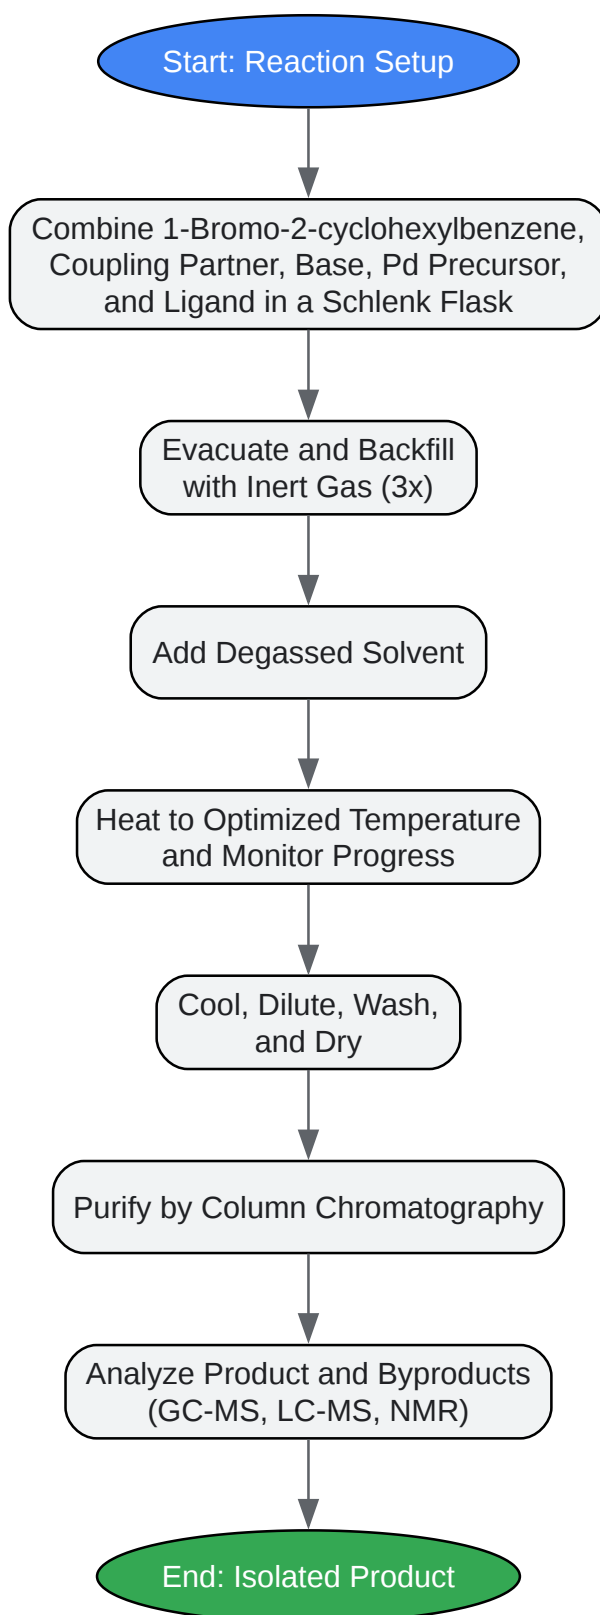 Start: Reaction Setup
Combine 1-Bromo-2-cyclohexylbenzene,
Coupling Partner, Base, Pd Precursor,
and Ligand in a Schlenk Flask
Evacuate and Backfill
with Inert Gas (3x)
Add Degassed Solvent
Heat to Optimized Temperature
and Monitor Progress
Cool, Dilute, Wash,
and Dry
Purify by Column Chromatography
Analyze Product and Byproducts
(GC-MS, LC-MS, NMR)
End: Isolated Product